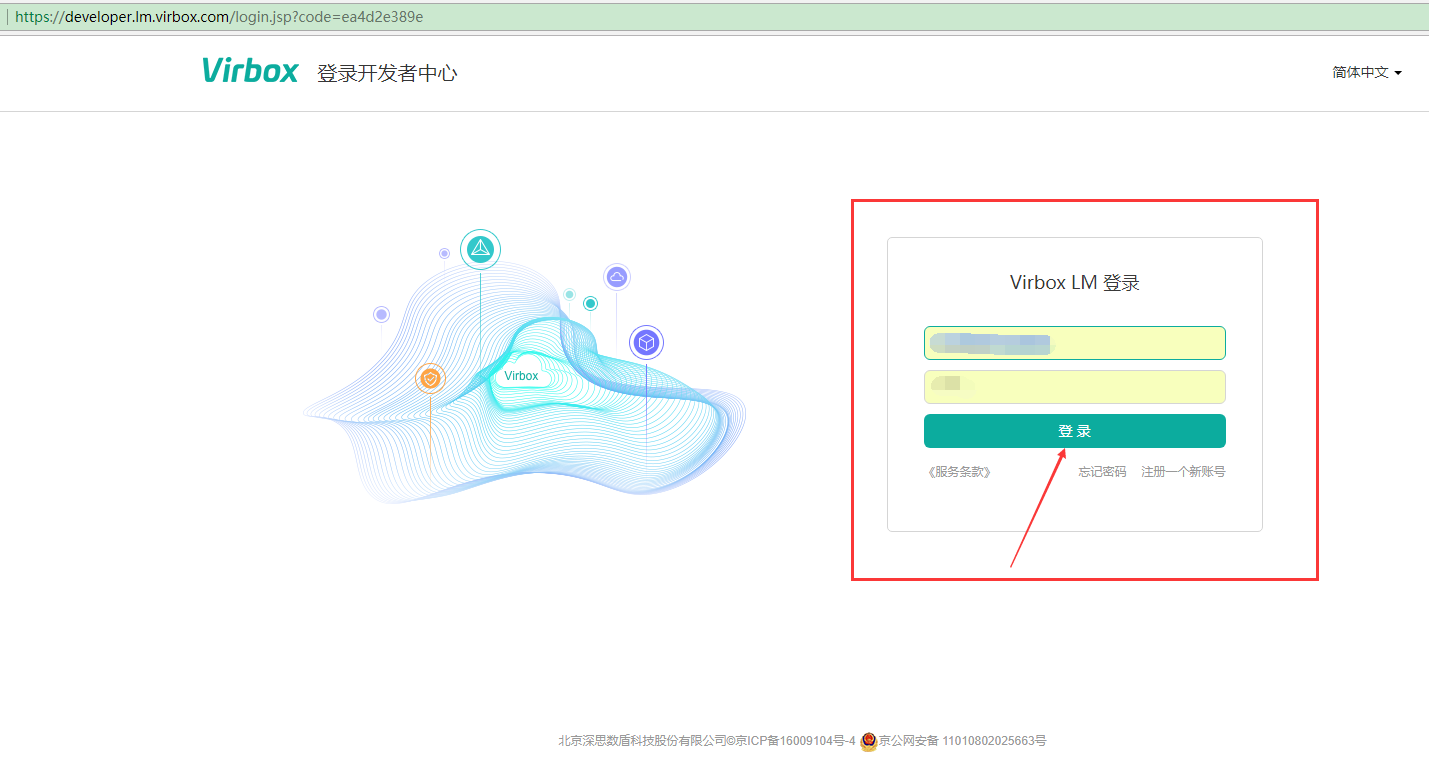 https://developer.lm.virbox.com/login.jsp?code=ea4d2e389e
Virbox 登录开发者中心
简体中文
Virbox LM 登录
Virbox
登 录
《服务条款》 忘记密码 注册一个新账号
北京深思数盾科技股份有限公司©京ICP备16009104号-4 京公网安备 11010802025663号